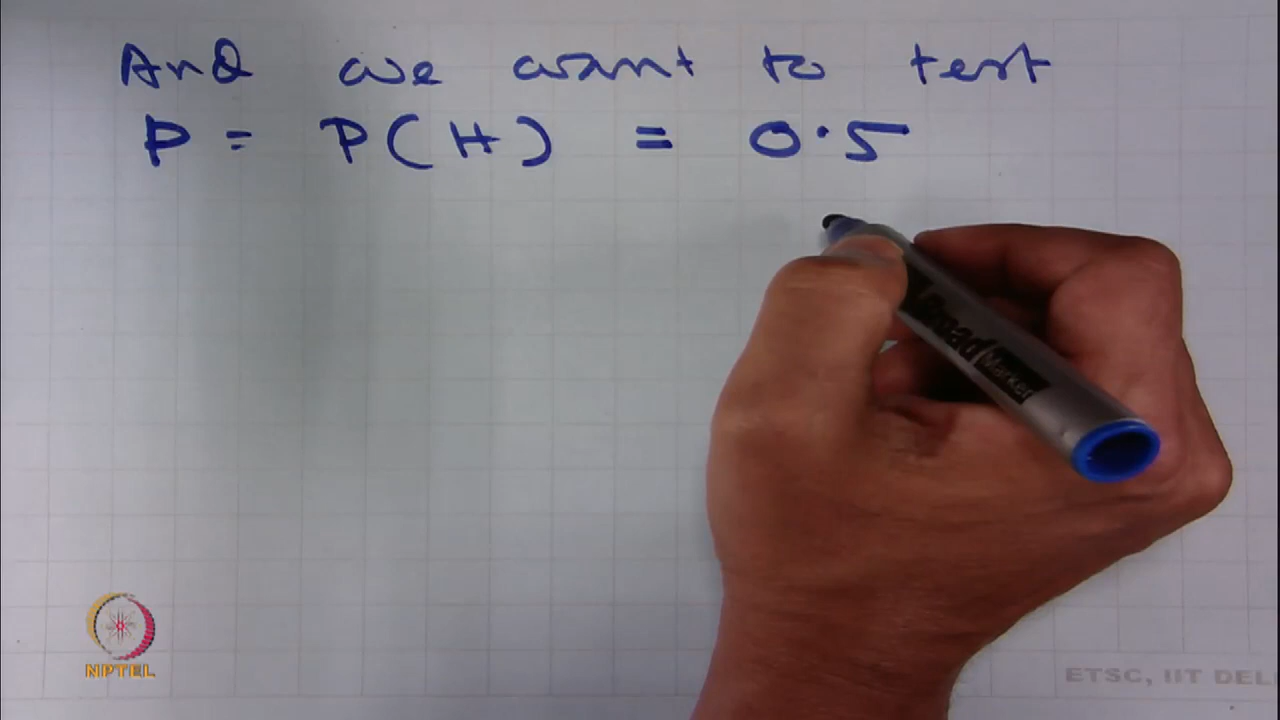 And we want to test
P = P(H) = 0.5
Broad Marker
NPTEL
ETSC, IIT DEL